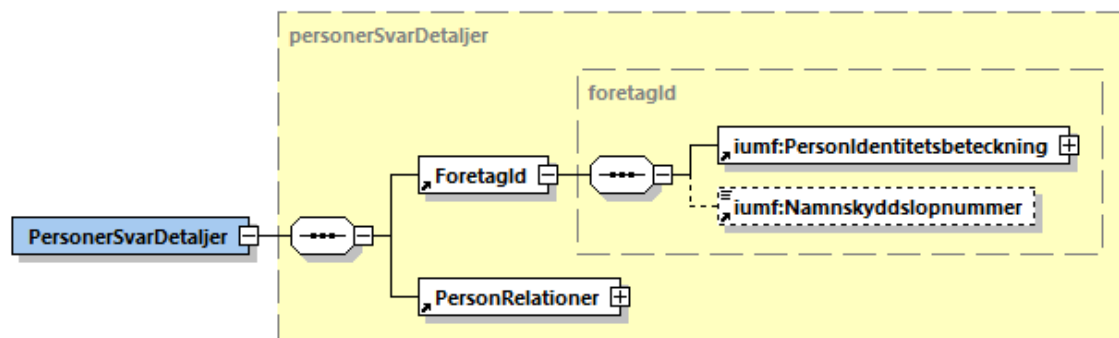 personerSvarDetaljer
foretagId
iumf:PersonIdentitetsbeteckning
ForetagId
iumf:Namnskyddslopnummer
PersonerSvarDetaljer
PersonRelationer